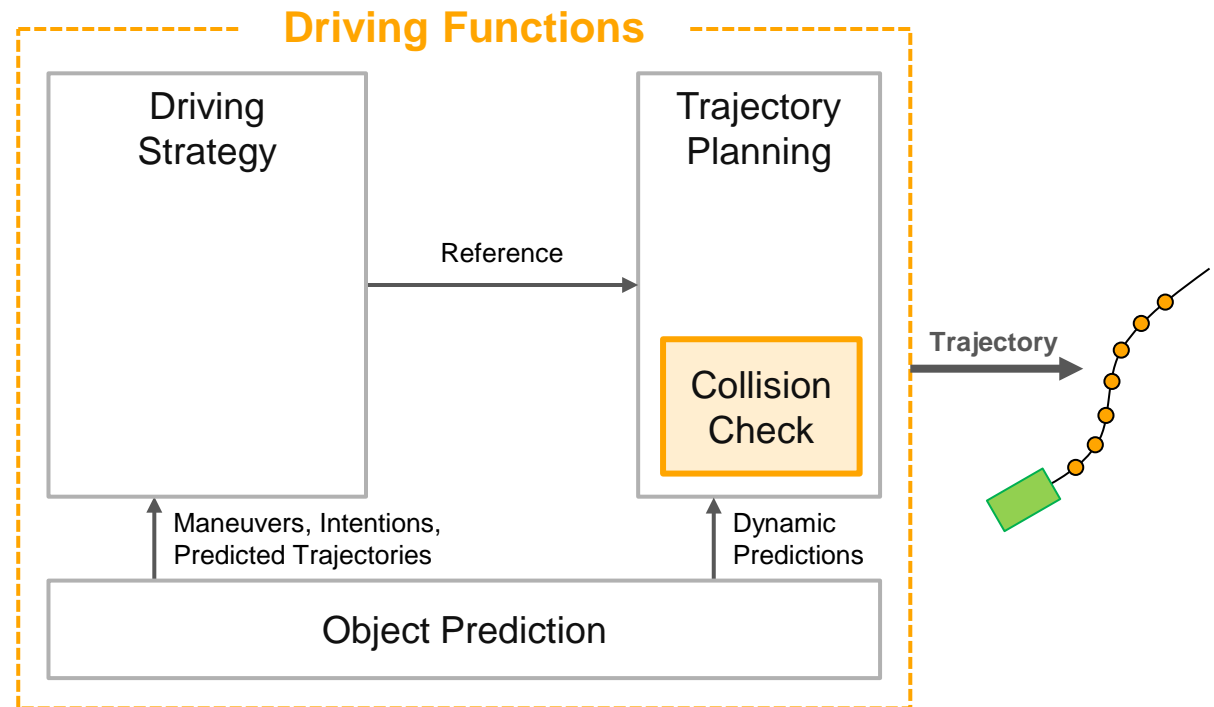 Driving Functions
Driving
Strategy
Trajectory
Planning
Reference
Collision
Check
Trajectory
Maneuvers, Intentions,
Predicted Trajectories
Dynamic
Predictions
Object Prediction